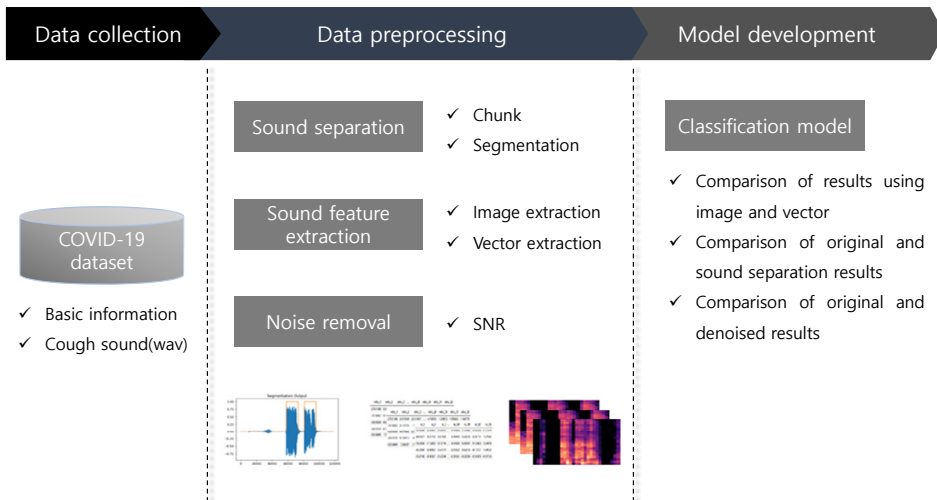 Data collection
Data preprocessing
Model development
COVID-19
dataset
✓ Basic information
✓ Cough sound(wav)
Sound separation
✓ Chunk
✓ Segmentation
Sound feature
extraction
✓ Image extraction
✓ Vector extraction
Noise removal
✓ SNR
Segmentation Output
Classification model
✓ Comparison of results using
image and vector
✓ Comparison of original and
sound separation results
✓ Comparison of original and
denoised results